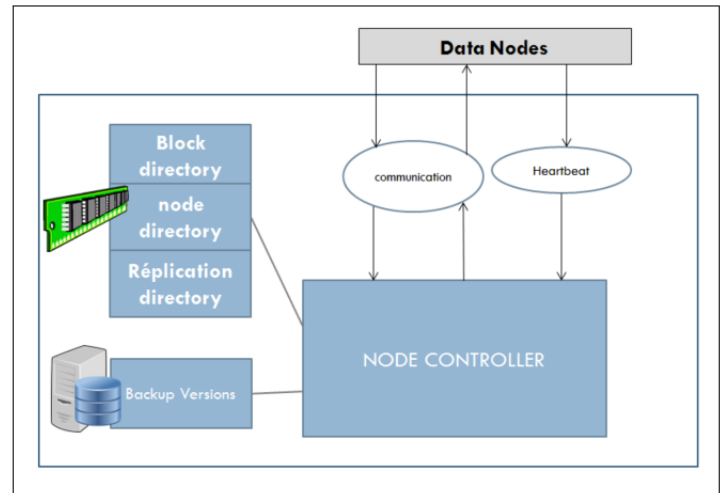 Data Nodes
Block
directory
node
directory
Réplication
directory
communication
Heartbeat
NODE CONTROLLER
Backup Versions